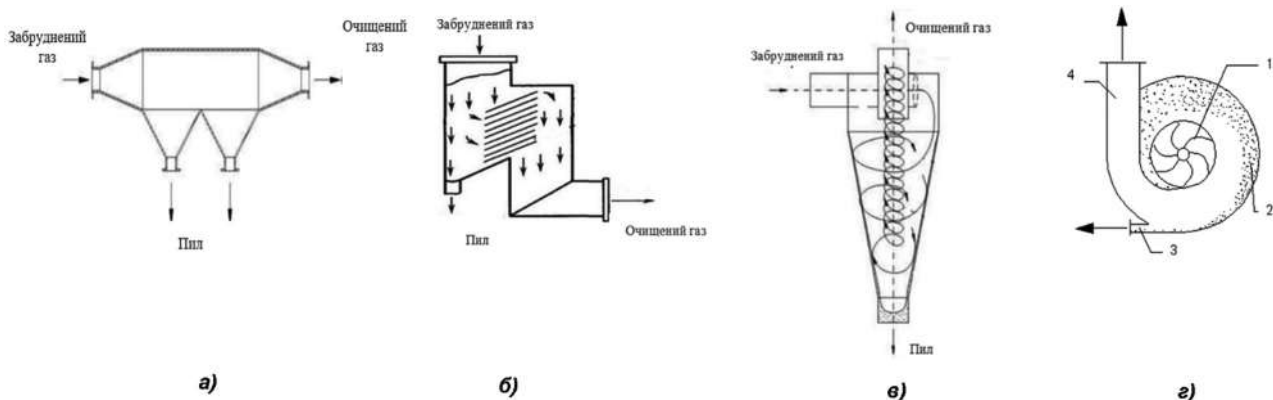 Забруднений
газ
Очищений
газ
Пил
а)
Забруднений газ
Пил
Очищений газ
б)
Очищений газ
Забруднений газ
Пил
в)
4
1
2
3
г)